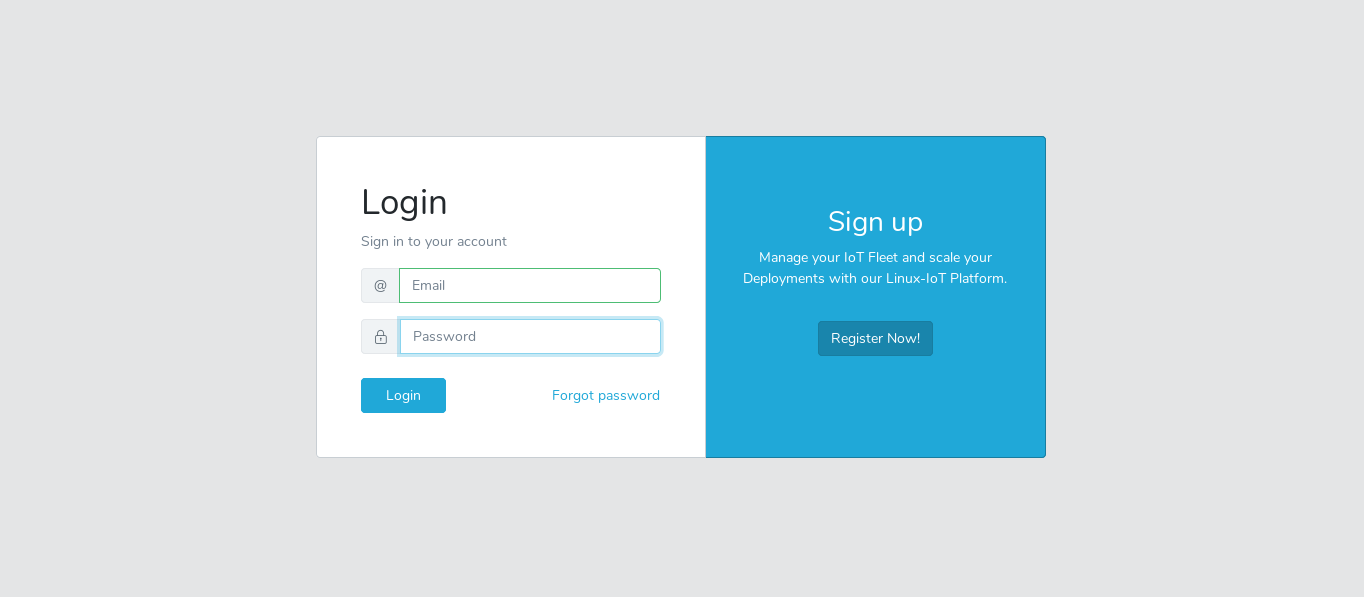 Login
Sign in to your account
@
Email
Password
Login
Forgot password
Sign up
Manage your IoT Fleet and scale your
Deployments with our Linux-IoT Platform.
Register Now!